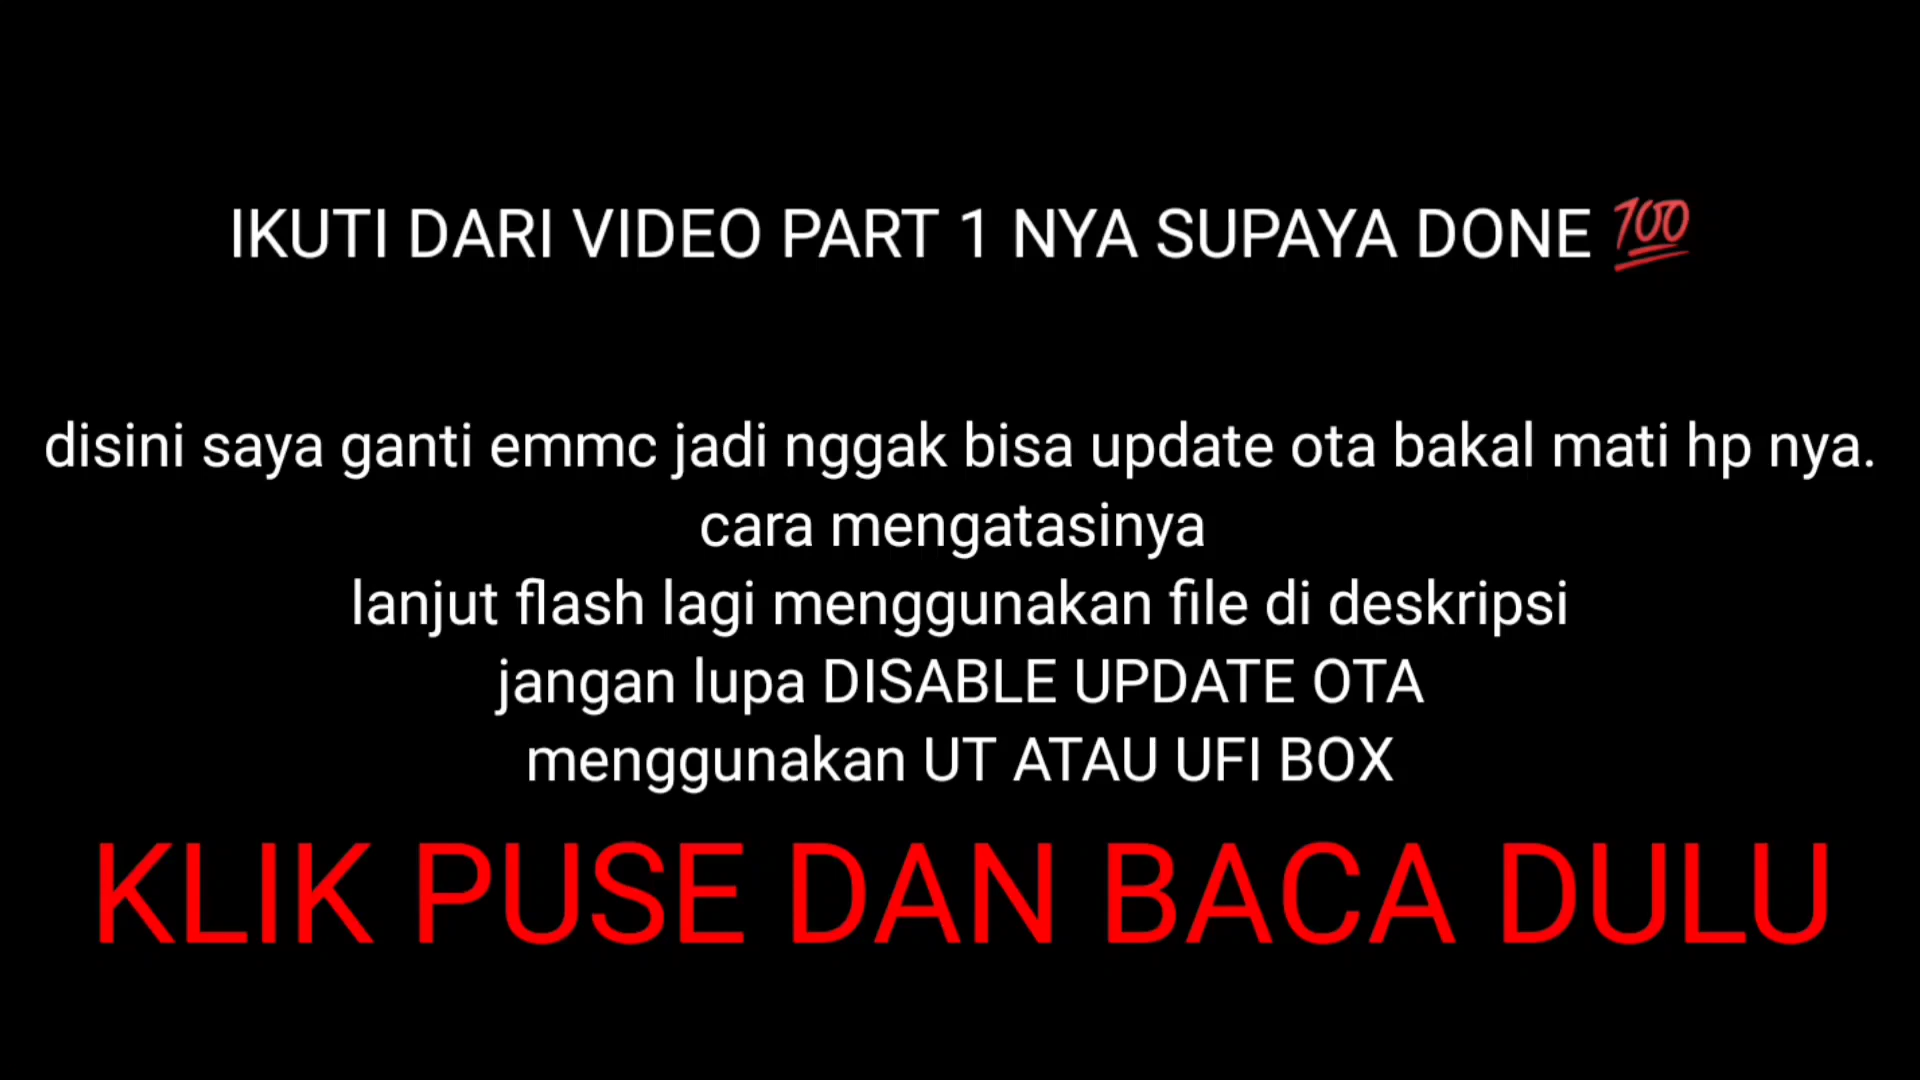 IKUTI DARI VIDEO PART 1 NYA SUPAYA DONE 💯
disini saya ganti emmc jadi nggak bisa update ota bakal mati hp nya.
cara mengatasinya
lanjut flash lagi menggunakan file di deskripsi
jangan lupa DISABLE UPDATE OTA
menggunakan UT ATAU UFI BOX
KLIK PUSE DAN BACA DULU